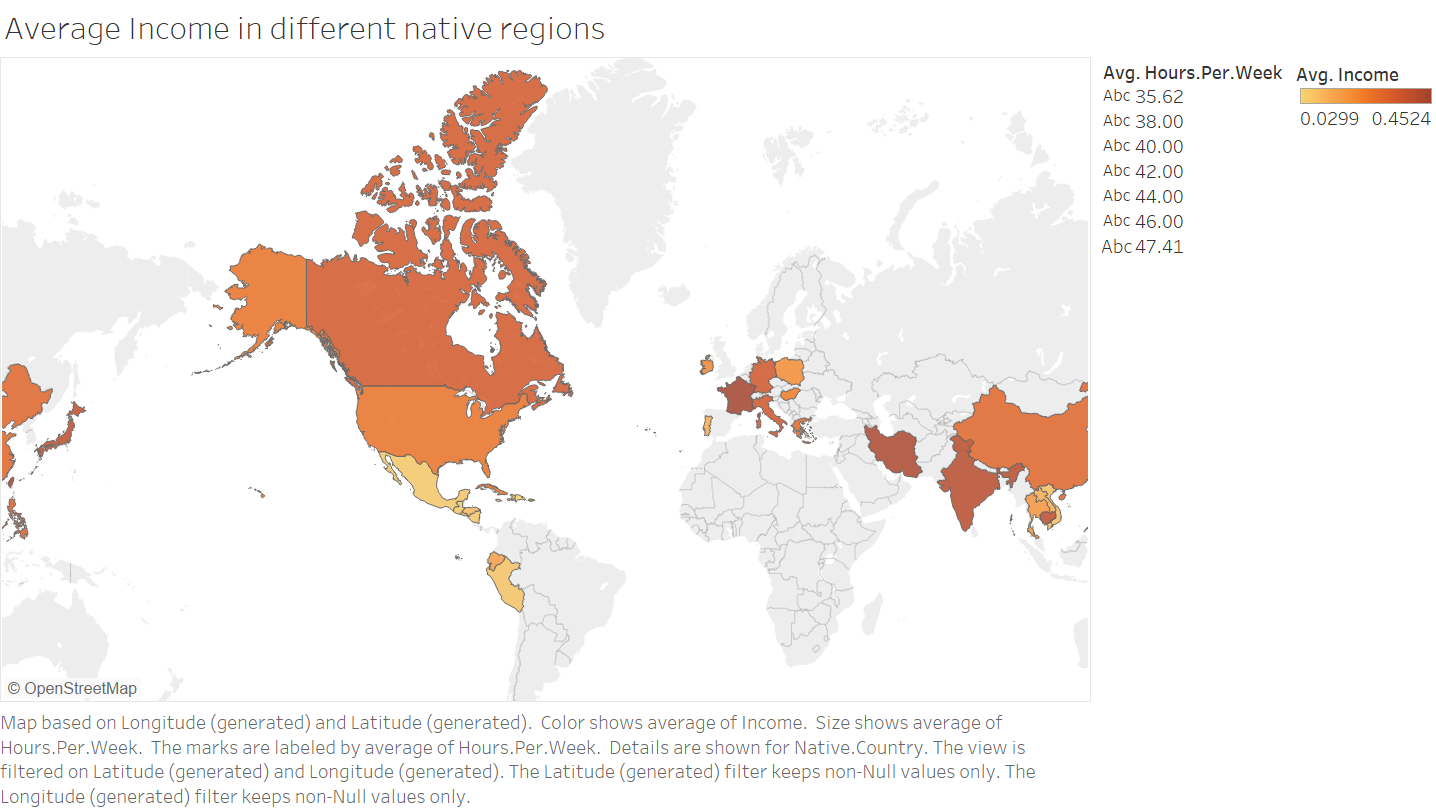 Average Income in different native regions
Avg. Hours.Per.Week
Abc 35.62
Abc 38.00
Abc 40.00
Abc 42.00
Abc 44.00
Abc 46.00
Abc 47.41
Avg. Income
0.0299 0.4524
© OpenStreetMap
Map based on Longitude (generated) and Latitude (generated). Color shows average of Income. Size shows average of
Hours.Per.Week. The marks are labeled by average of Hours.Per.Week. Details are shown for Native.Country. The view is
filtered on Latitude (generated) and Longitude (generated). The Latitude (generated) filter keeps non-Null values only. The
Longitude (generated) filter keeps non-Null values only.